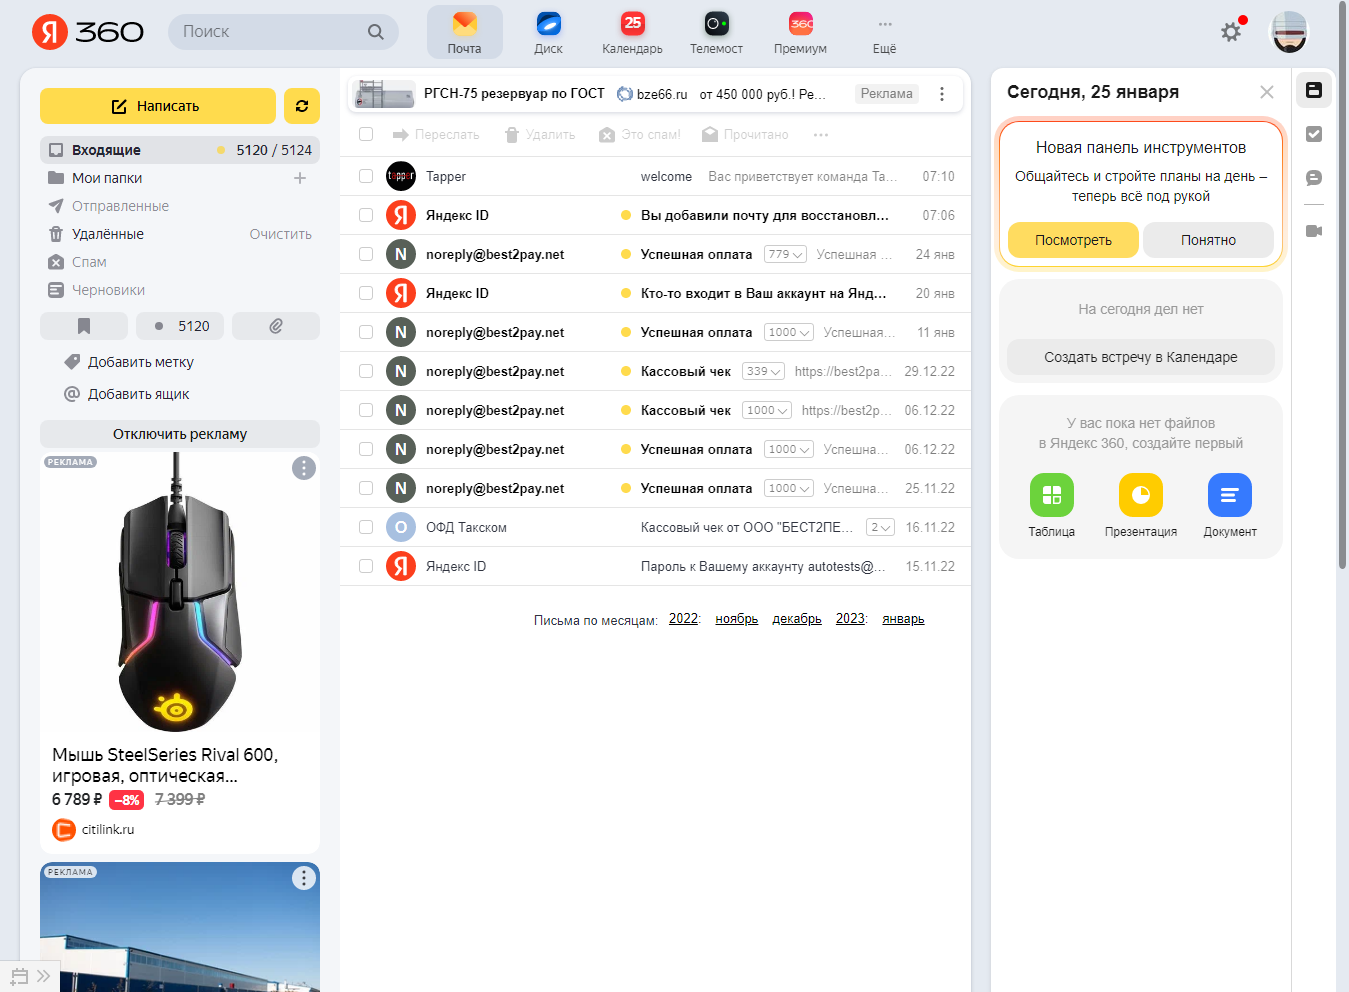 Я 360
Поиск
Почта
Диск
25
Календарь
Телемост
360
Премиум
Ещё
Написать
Входящие 5120 / 5124
Мои папки
Отправленные
Удалённые Очистить
Спам
Черновики
5120
Добавить метку
Добавить ящик
Отключить рекламу
РЕКЛАМА
Мышь SteelSeries Rival 600,
игровая, оптическая...
6 789 ₽ –8% 7 399 ₽
citilink.ru
РЕКЛАМА
РГСН-75 резервуар по ГОСТ bze66.ru от 450 000 руб.! Ре... Реклама
Переслать Удалить Это спам! Прочитано
tapper Tapper welcome Вас приветствует команда Ta... 07:10
Я Яндекс ID Вы добавили почту для восстановл... 07:06
N noreply@best2pay.net Успешная оплата 779 Успешная ... 24 янв
Я Яндекс ID Кто-то входит в Ваш аккаунт на Янд... 20 янв
N noreply@best2pay.net Успешная оплата 1000 Успешная... 11 янв
N noreply@best2pay.net Кассовый чек 339 https://best2pa... 29.12.22
N noreply@best2pay.net Кассовый чек 1000 https://best2p... 06.12.22
N noreply@best2pay.net Успешная оплата 1000 Успешна... 06.12.22
N noreply@best2pay.net Успешная оплата 1000 Успешна... 25.11.22
О ОФД Такском Кассовый чек от ООО "БЕСТ2ПЕ... 2 16.11.22
Я Яндекс ID Пароль к Вашему аккаунту autotests@... 15.11.22
Письма по месяцам: 2022: ноябрь декабрь 2023: январь
Сегодня, 25 января
Новая панель инструментов
Общайтесь и стройте планы на день –
теперь всё под рукой
Посмотреть
Понятно
На сегодня дел нет
Создать встречу в Календаре
У вас пока нет файлов
в Яндекс 360, создайте первый
Таблица
Презентация
Документ